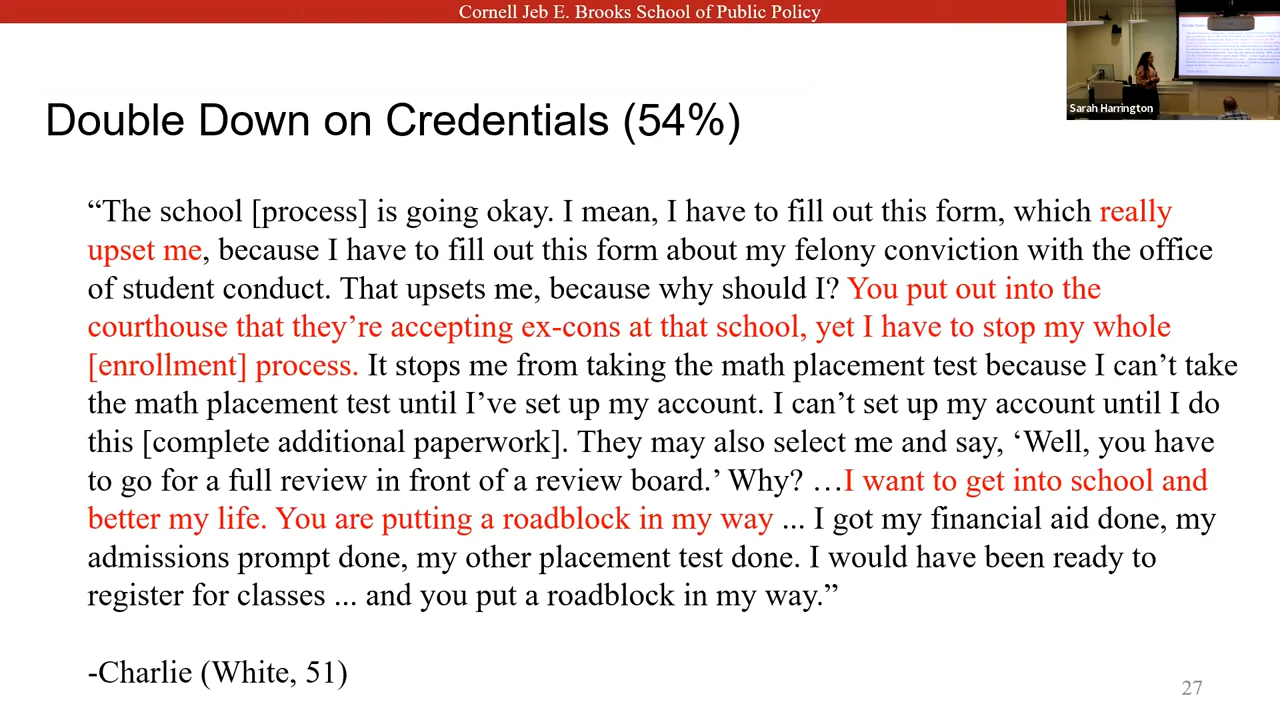 Cornell Jeb E. Brooks School of Public Policy
Sarah Harrington
Double Down on Credentials (54%)
“The school [process] is going okay. I mean, I have to fill out this form, which really
upset me, because I have to fill out this form about my felony conviction with the office
of student conduct. That upsets me, because why should I? You put out into the
courthouse that they’re accepting ex-cons at that school, yet I have to stop my whole
[enrollment] process. It stops me from taking the math placement test because I can’t take
the math placement test until I’ve set up my account. I can’t set up my account until I do
this [complete additional paperwork]. They may also select me and say, ‘Well, you have
to go for a full review in front of a review board.’ Why? …I want to get into school and
better my life. You are putting a roadblock in my way ... I got my financial aid done, my
admissions prompt done, my other placement test done. I would have been ready to
register for classes ... and you put a roadblock in my way.”
-Charlie (White, 51)
27